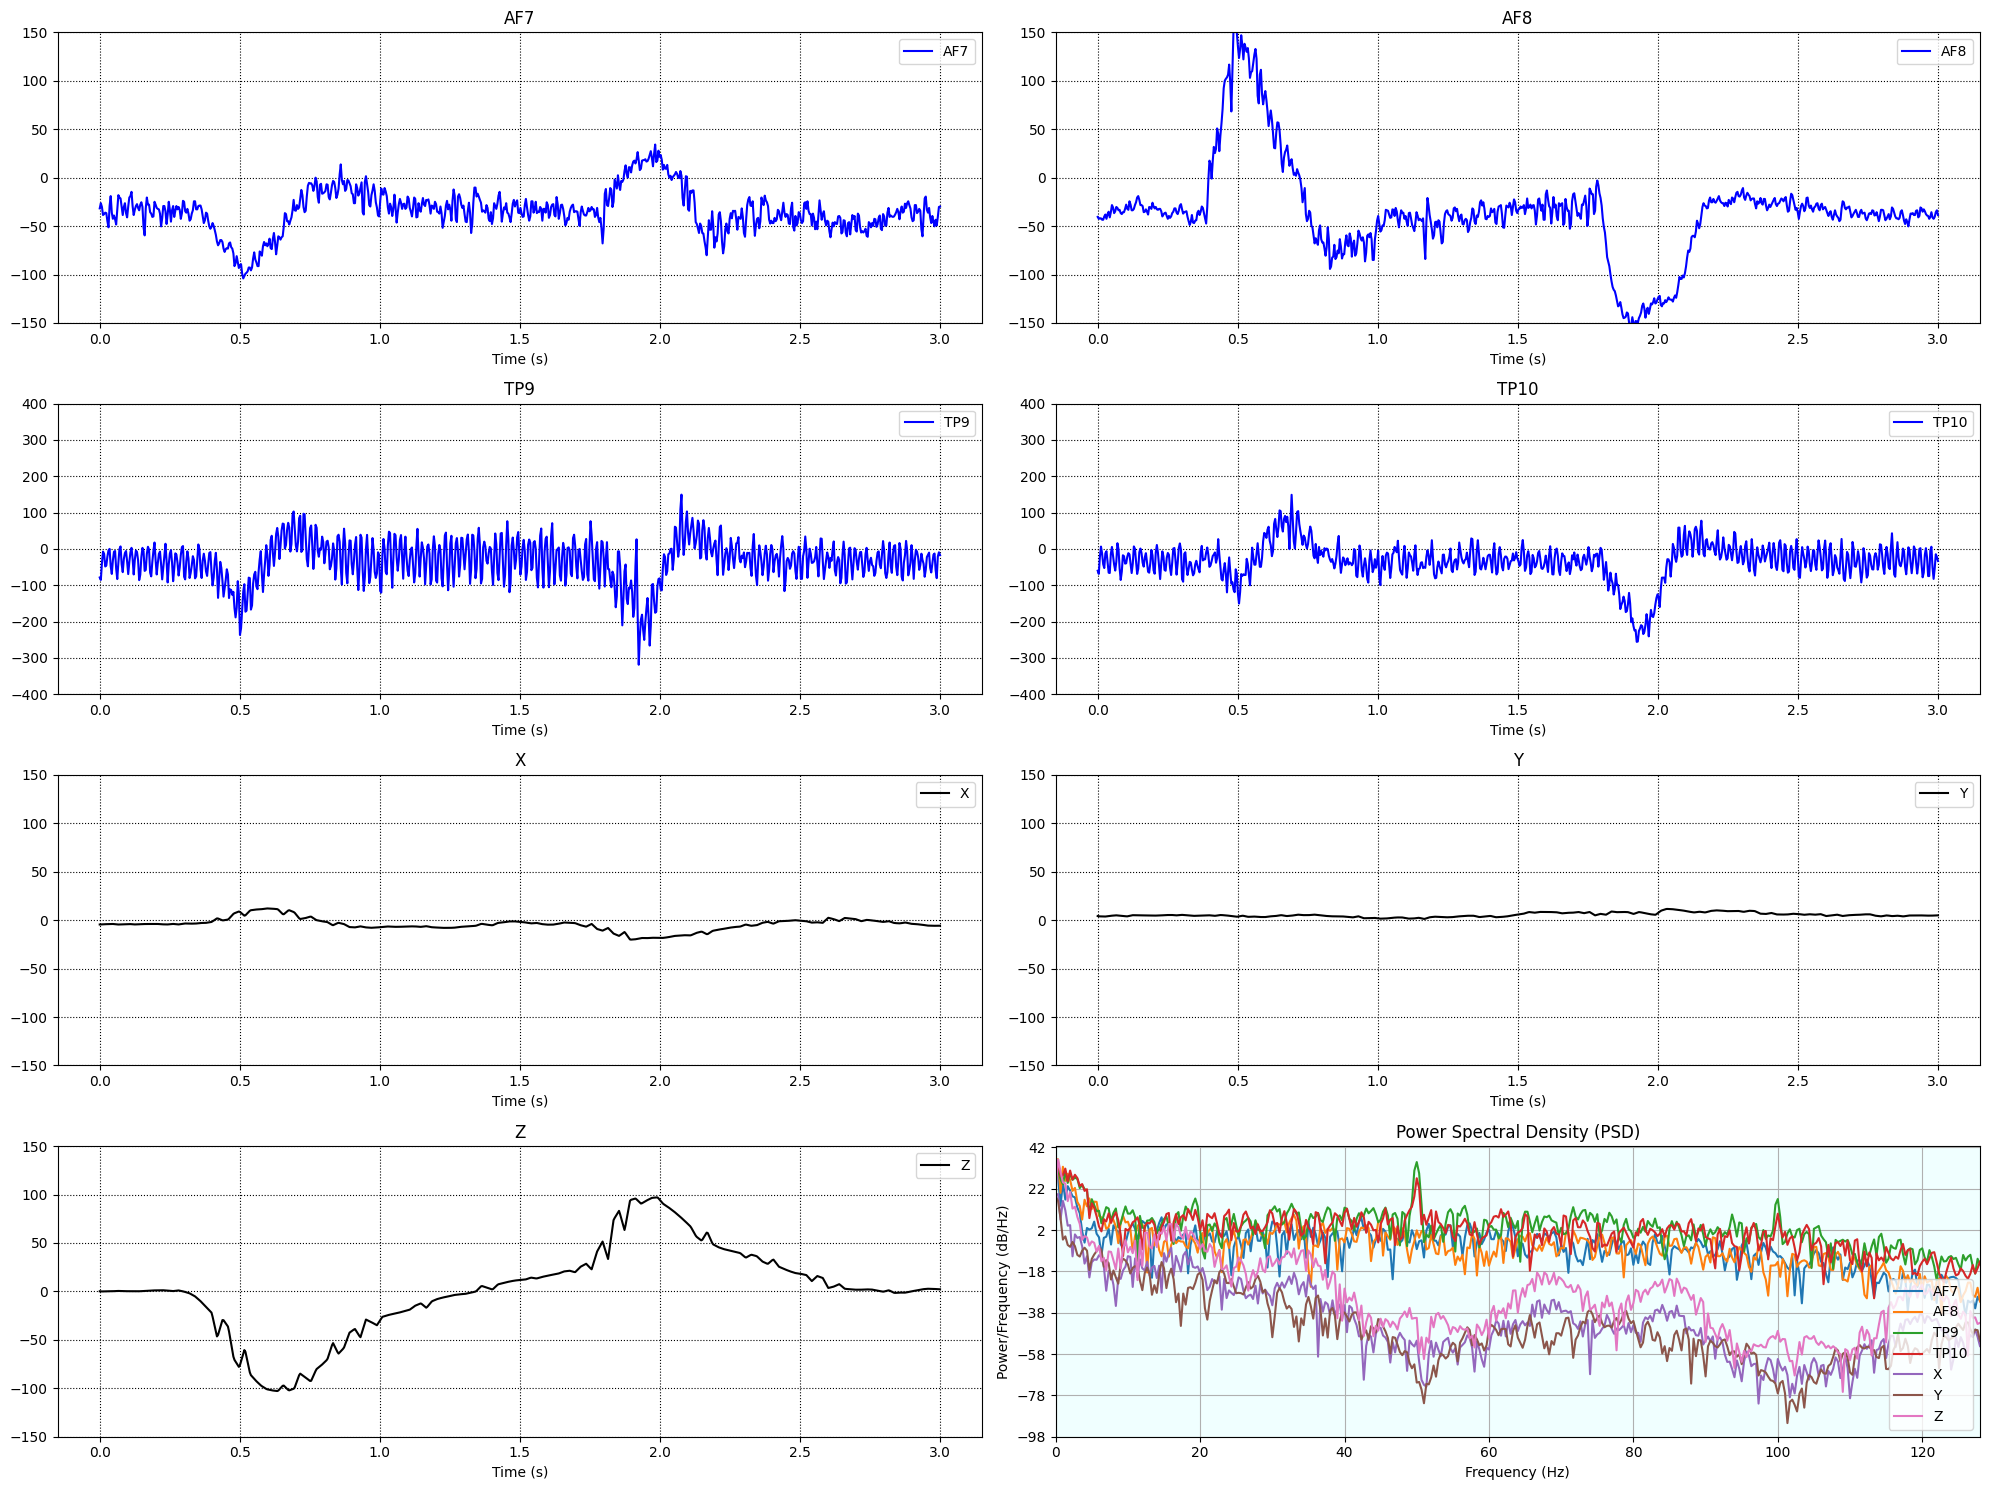 AF7
150
100
50
0
−50
−100
−150
AF7
0.0 0.5 1.0 1.5 2.0 2.5 3.0
Time (s)
AF8
150
100
50
0
−50
−100
−150
AF8
0.0 0.5 1.0 1.5 2.0 2.5 3.0
Time (s)
TP9
400
300
200
100
0
−100
−200
−300
−400
TP9
0.0 0.5 1.0 1.5 2.0 2.5 3.0
Time (s)
TP10
400
300
200
100
0
−100
−200
−300
−400
TP10
0.0 0.5 1.0 1.5 2.0 2.5 3.0
Time (s)
X
150
100
50
0
−50
−100
−150
X
0.0 0.5 1.0 1.5 2.0 2.5 3.0
Time (s)
Y
150
100
50
0
−50
−100
−150
Y
0.0 0.5 1.0 1.5 2.0 2.5 3.0
Time (s)
Z
150
100
50
0
−50
−100
−150
Z
0.0 0.5 1.0 1.5 2.0 2.5 3.0
Time (s)
Power Spectral Density (PSD)
Power/Frequency (dB/Hz)
42
22
2
−18
−38
−58
−78
−98
AF7
AF8
TP9
TP10
X
Y
Z
0 20 40 60 80 100 120
Frequency (Hz)